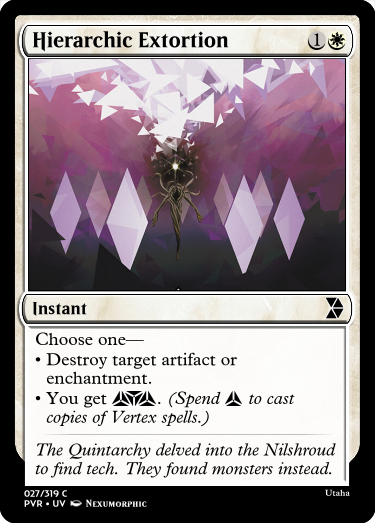 Hierarchic Extortion 1
Instant
Choose one—
• Destroy target artifact or
enchantment.
• You get . (Spend to cast
copies of Vertex spells.)
The Quintarchy delved into the Nilshroud
to find tech. They found monsters instead.
027/319 C
Utaha
PVR • UV Nexumorphic